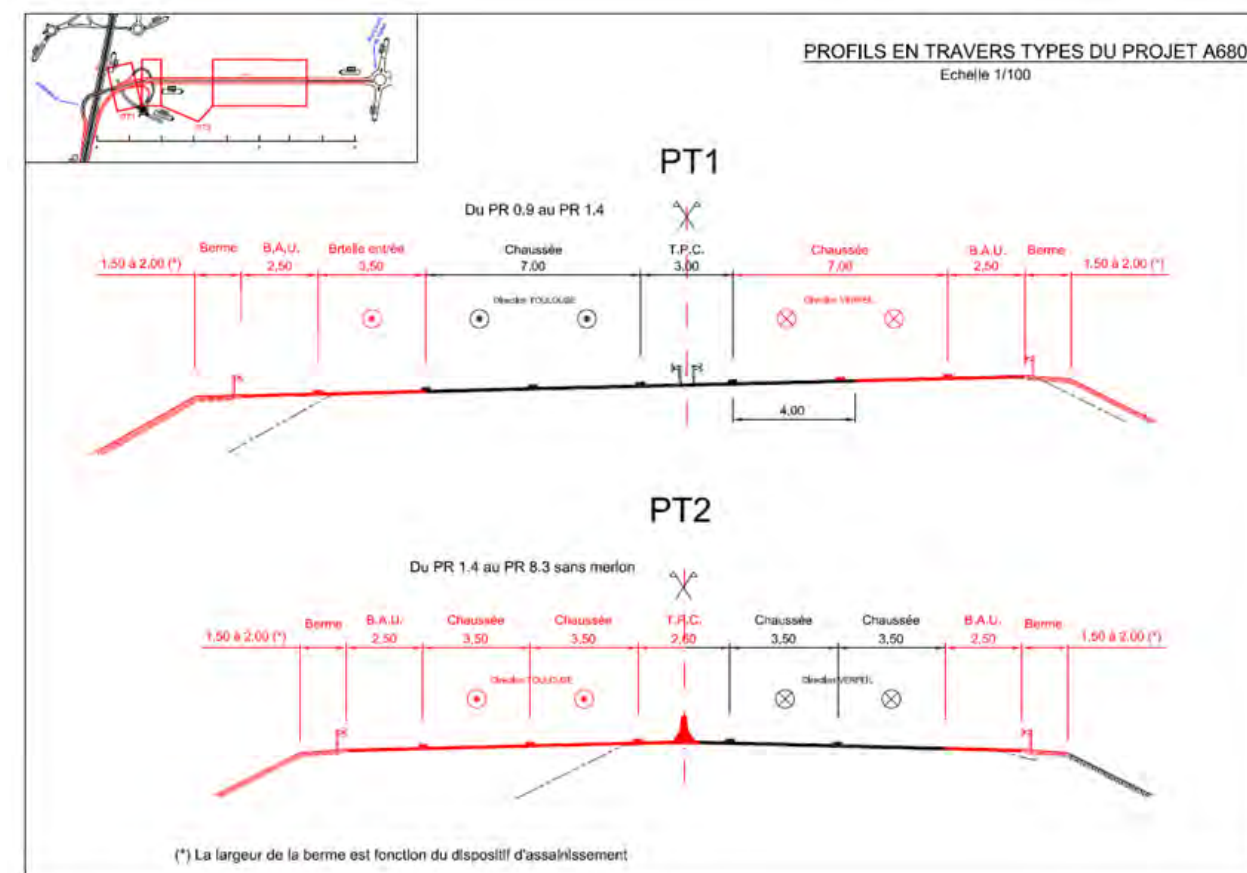 PROFILS EN TRAVERS TYPES DU PROJET A680
Echelle 1/100
PT1
Du PR 0.9 au PR 1.4
Berme B.A.U. Bretelle entrée Chaussée T.P.C. Chaussée B.A.U. Berme
1.50 à 2.00 (*) 2,50 3,50 7,00 3,00 7,00 2,50 1.50 à 2.00 (*)
Direction TOULOUSE Direction VERFEIL
4,00
PT2
Du PR 1.4 au PR 8.3 sans merlon
Berme B.A.U. Chaussée Chaussée T.P.C. Chaussée Chaussée B.A.U. Berme
1.50 à 2.00 (*) 2,50 3,50 3,50 2,60 3,50 3,50 2,50 1.50 à 2.00 (*)
Direction TOULOUSE Direction VERFEIL
(*) La largeur de la berme est fonction du dispositif d'assainissement